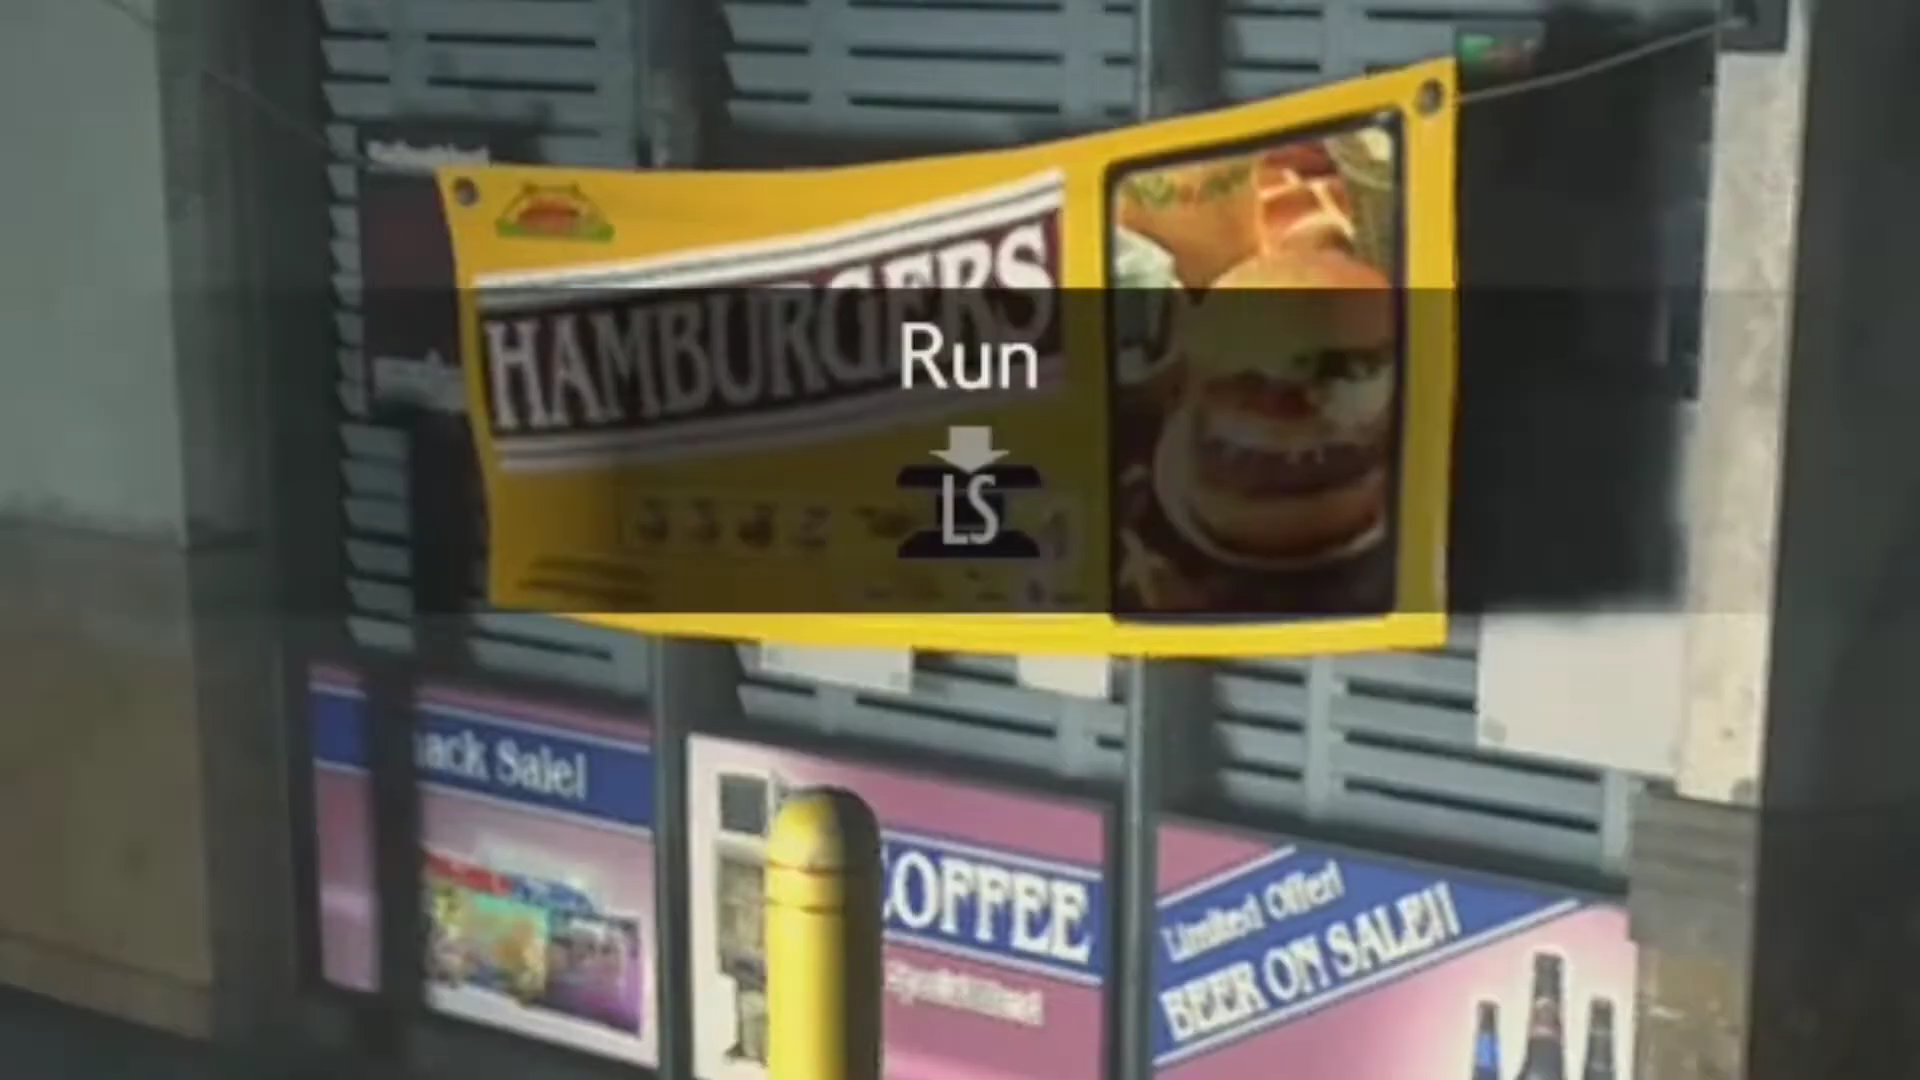 HAMBURGERS
Run
LS
ack Sale!
COFFEE
Limited Offer!
BEER ON SALE!!